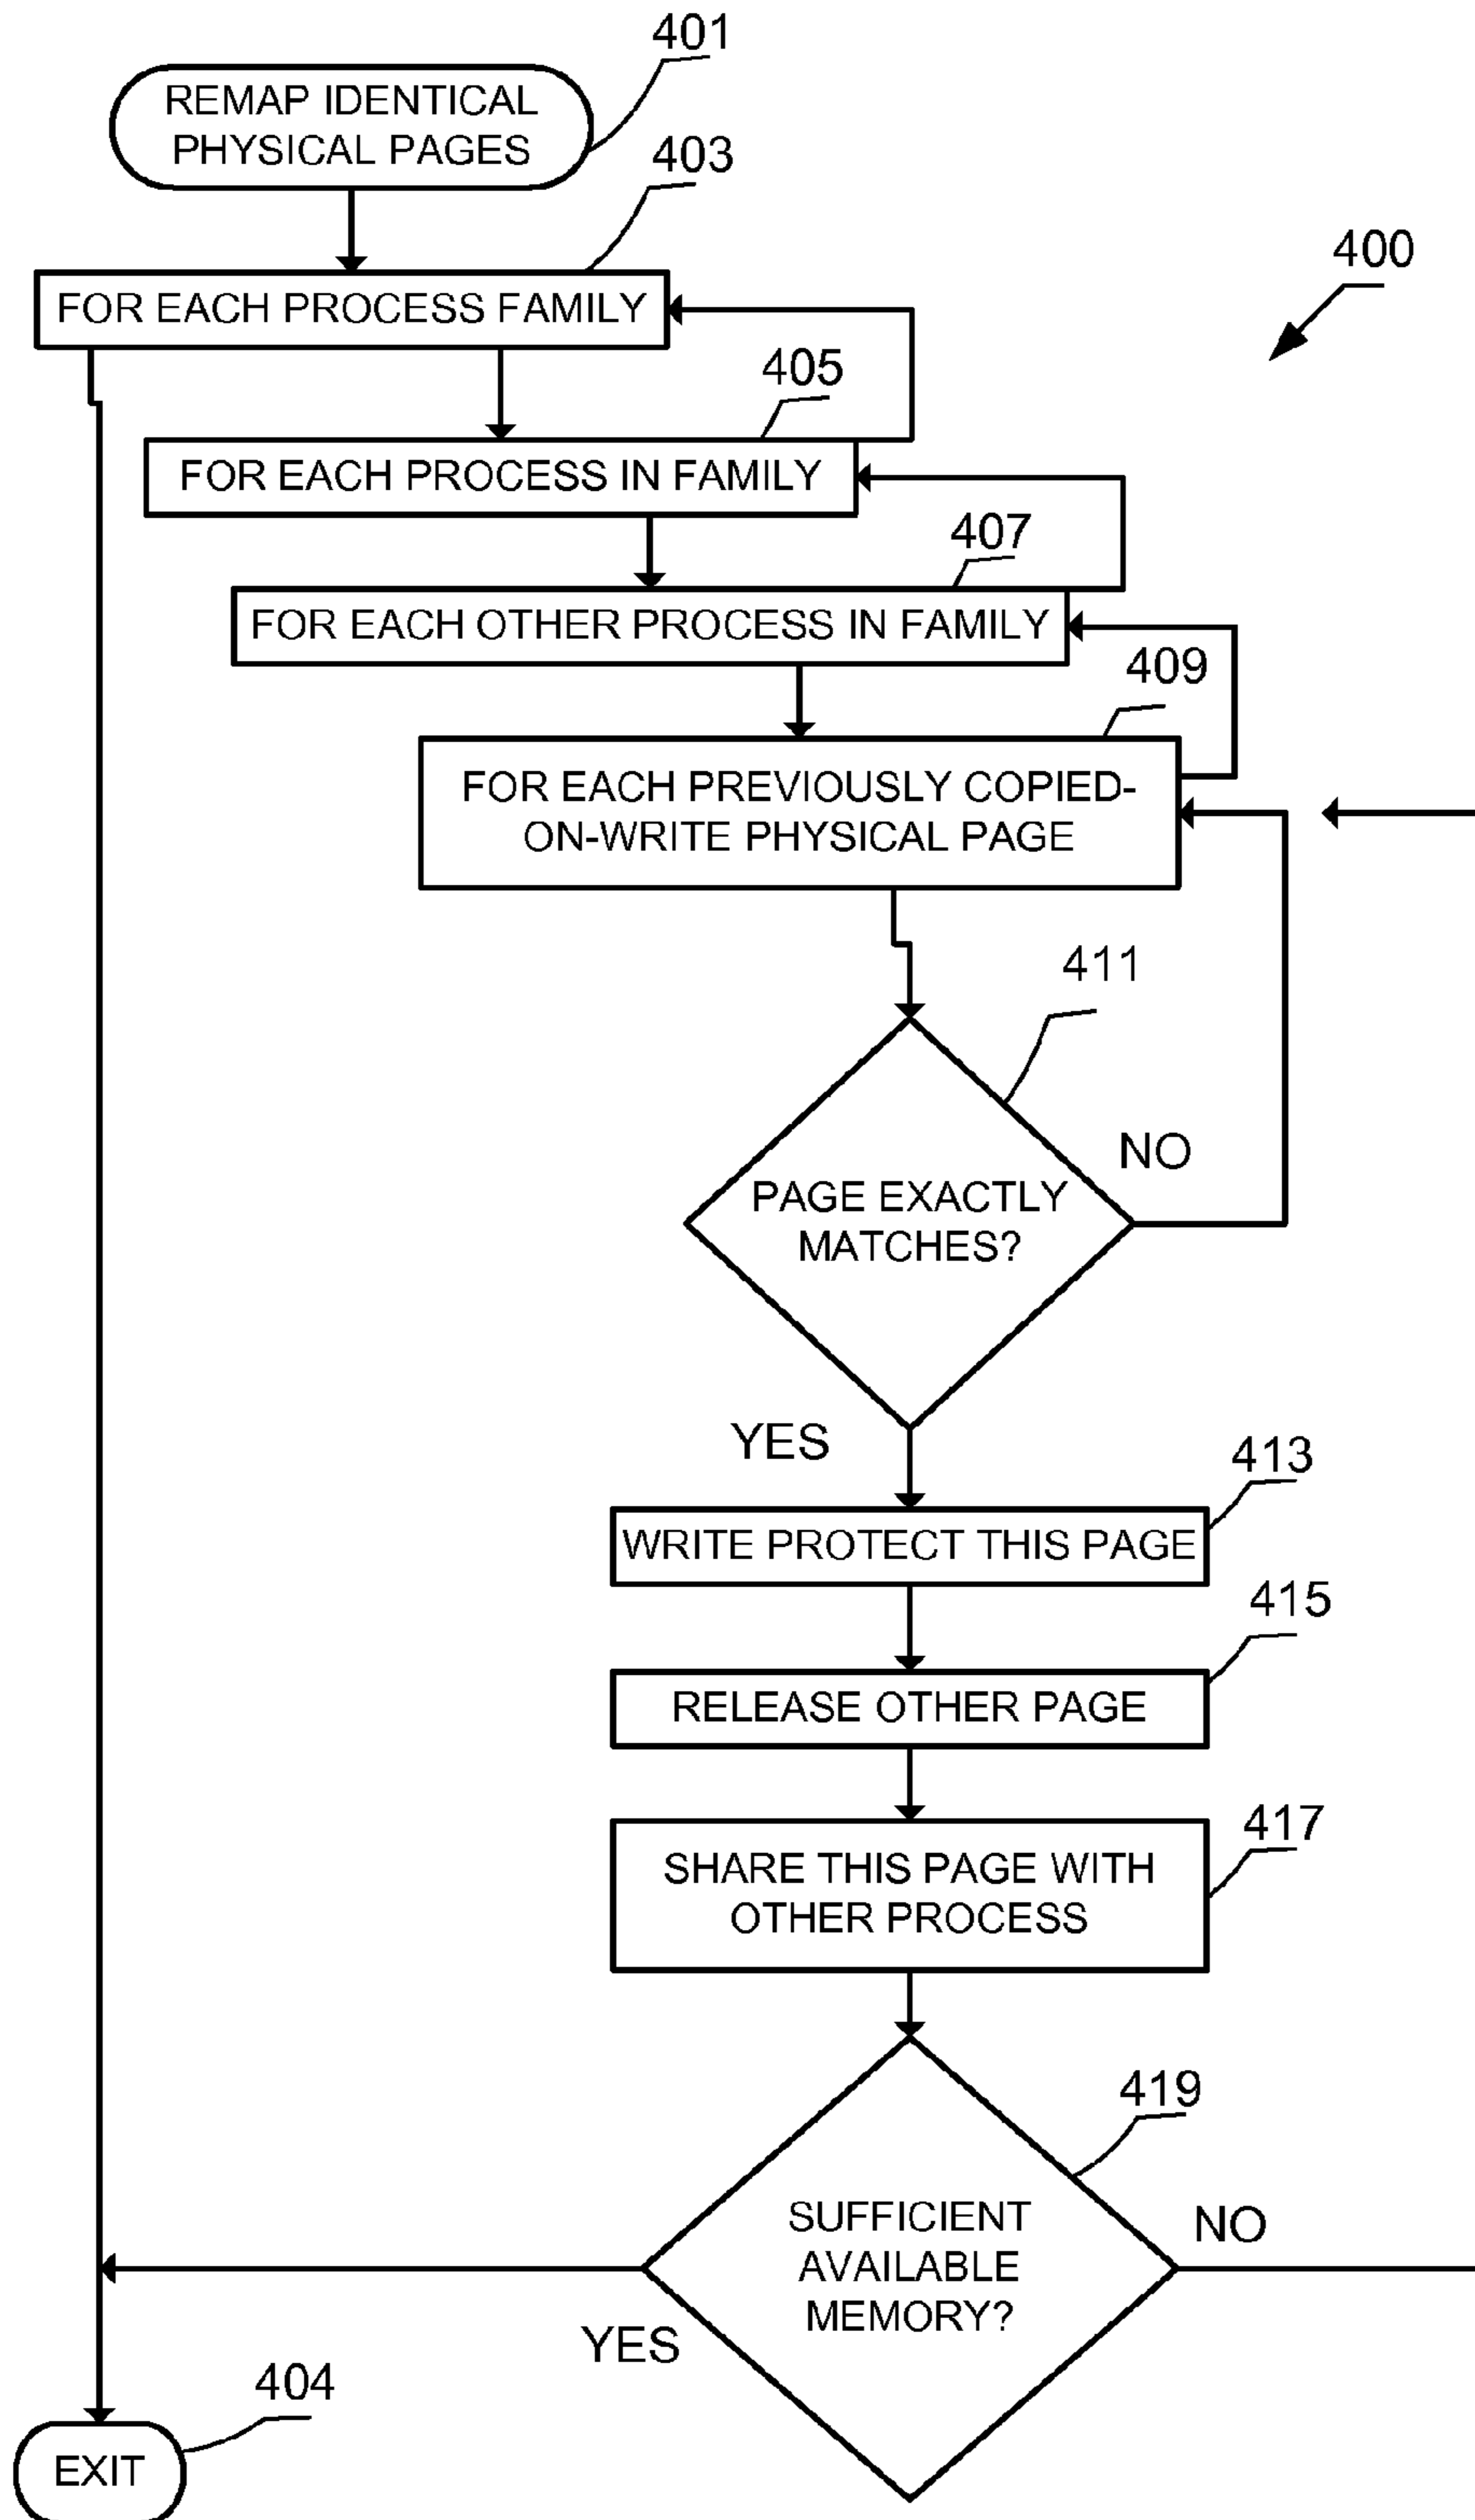 401
REMAP IDENTICAL
PHYSICAL PAGES
403
400
FOR EACH PROCESS FAMILY
405
FOR EACH PROCESS IN FAMILY
407
FOR EACH OTHER PROCESS IN FAMILY
409
FOR EACH PREVIOUSLY COPIED-
ON-WRITE PHYSICAL PAGE
411
NO
PAGE EXACTLY
MATCHES?
YES
413
WRITE PROTECT THIS PAGE
415
RELEASE OTHER PAGE
417
SHARE THIS PAGE WITH
OTHER PROCESS
419
SUFFICIENT
AVAILABLE
MEMORY?
NO
YES
404
EXIT